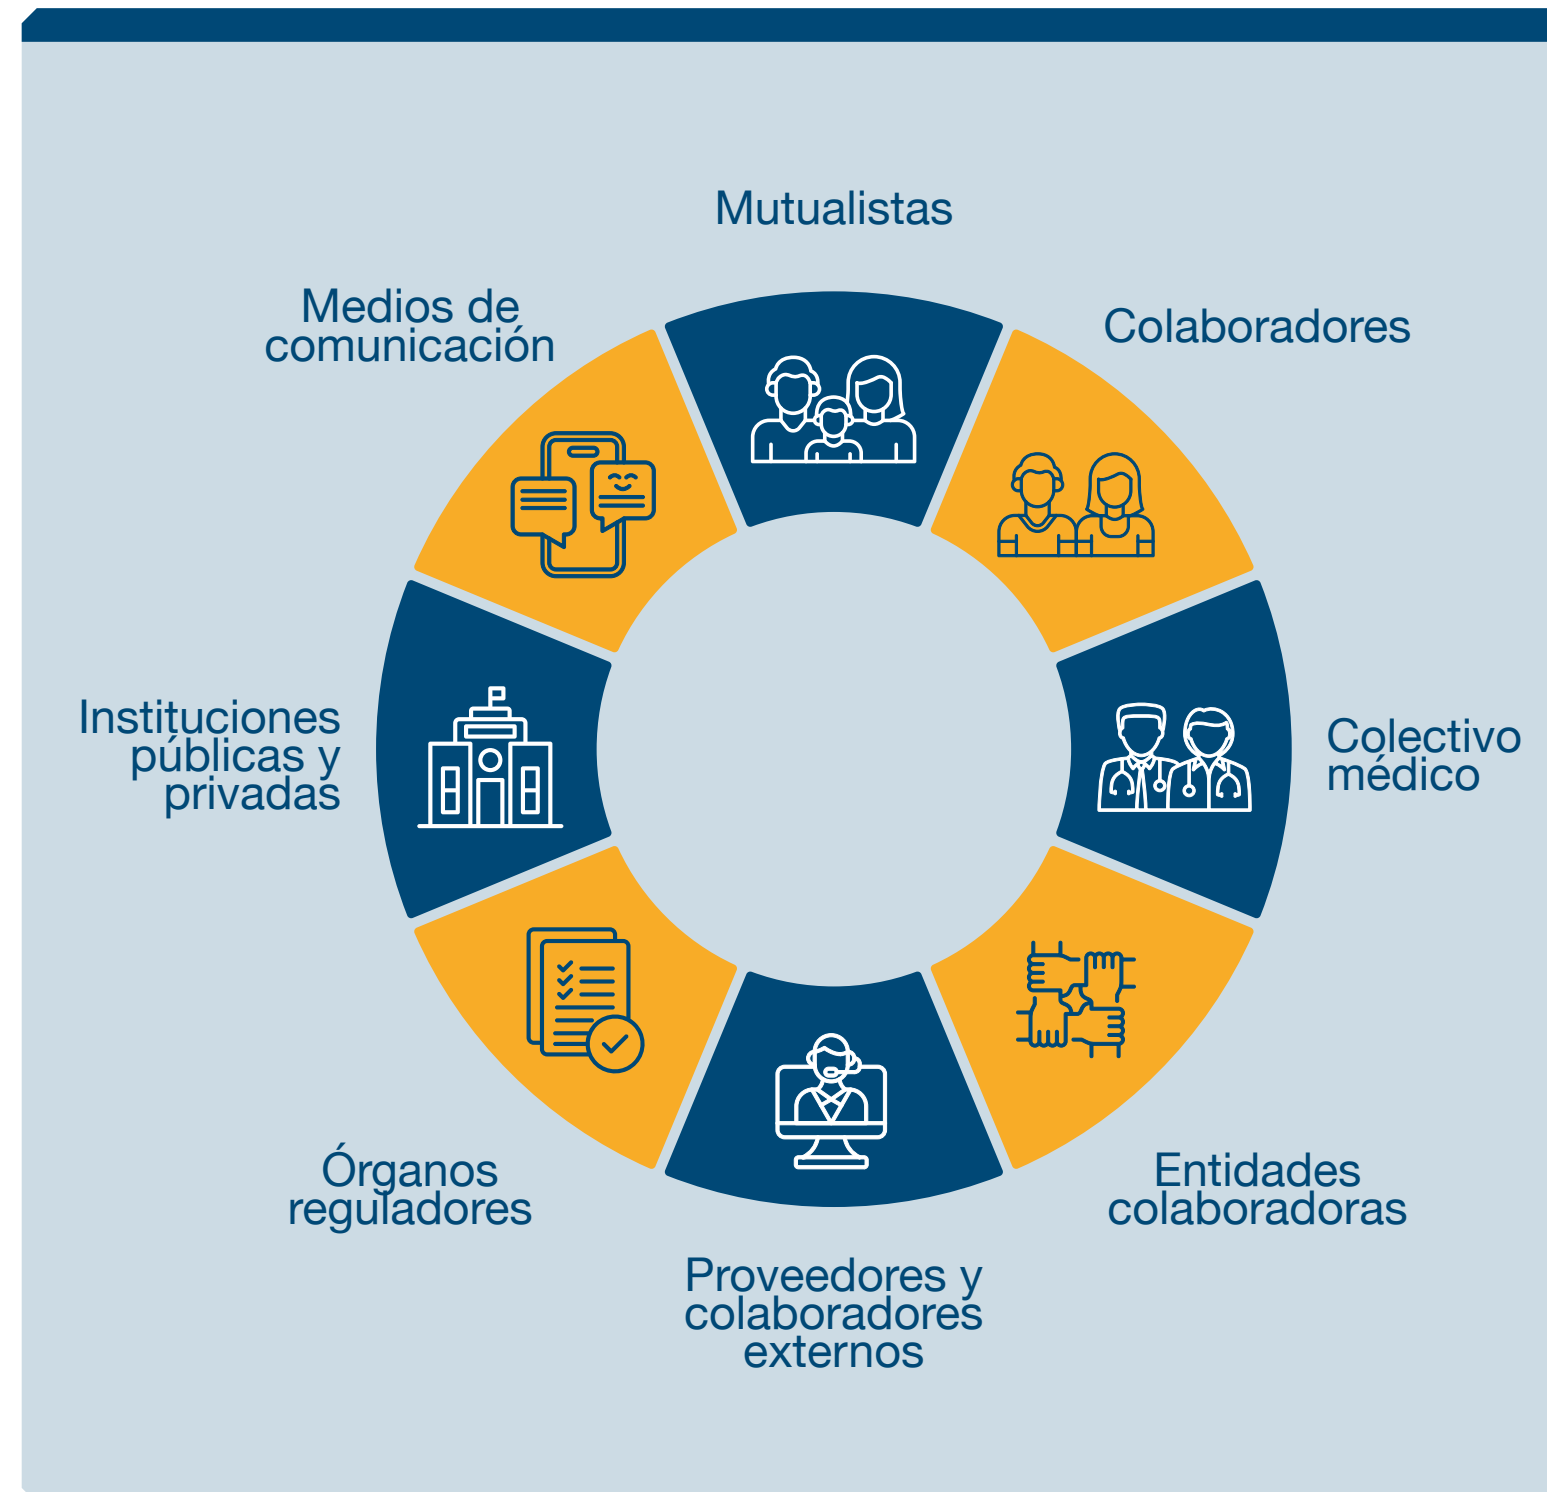 Mutualistas
Medios de
comunicación
Colaboradores
Instituciones
públicas y
privadas
Colectivo
médico
Órganos
reguladores
Entidades
colaboradoras
Proveedores y
colaboradores
externos